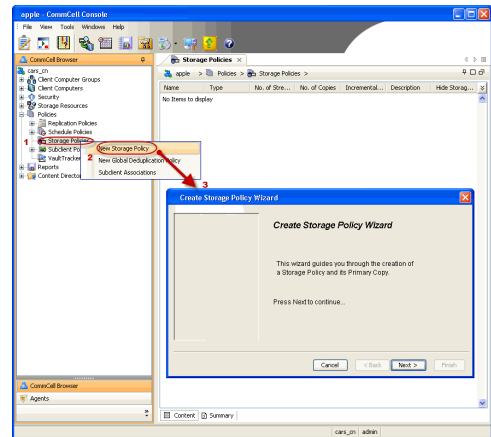 apple - CommCell Console
File View Tools Windows Help
CommCell Browser
Storage Policies
cars_cn
apple > Policies > Storage Policies >
Client Computer Groups
Client Computers
Security
Storage Resources
Policies
Replication Policies
Schedule Policies
1 Storage Policies
Subclient Po
VaultTracker
Reports
Content Director
Name Type No. of Stre... No. of Copies Incremental... Description Hide Storag...
No Items to display
New Storage Policy
2 New Global Deduplication Policy
Subclient Associations
3
Create Storage Policy Wizard
Create Storage Policy Wizard
This wizard guides you through the creation of
a Storage Policy and its Primary Copy.
Press Next to continue...
Cancel < Back Next > Finish
CommCell Browser
Agents
Content Summary
cars_cn admin